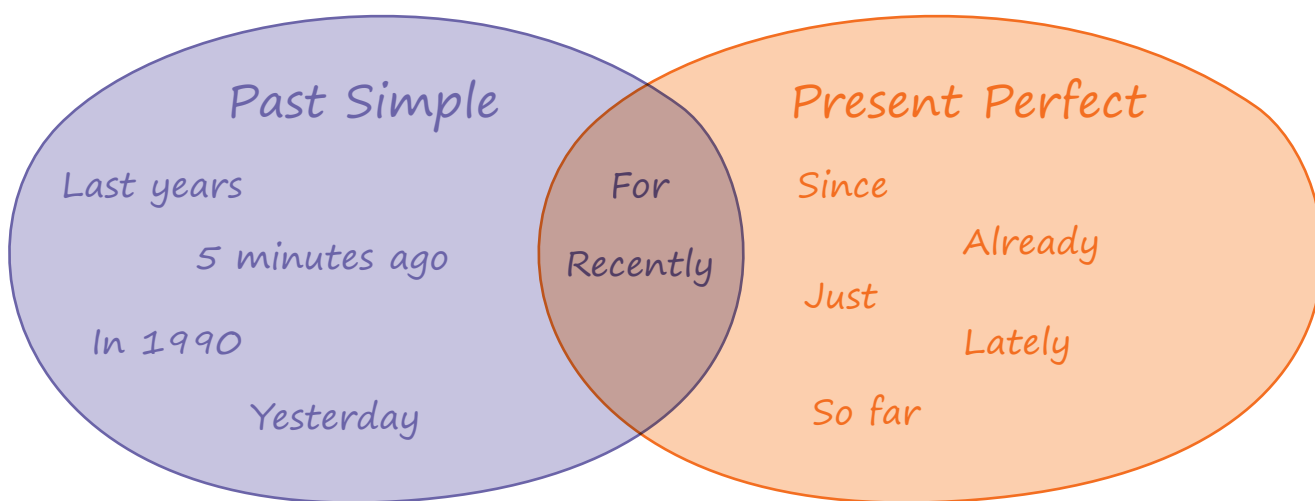 Past Simple
Last years
5 minutes ago
In 1990
Yesterday
For
Recently
Present Perfect
Since
Already
Just
Lately
So far